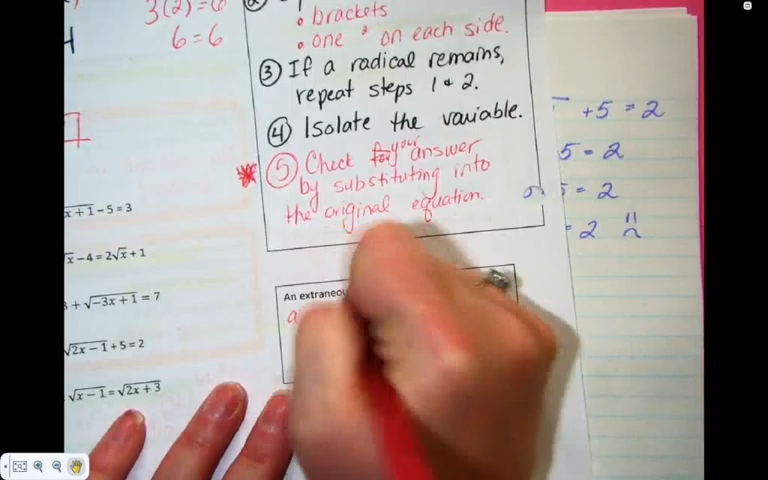 3(2)=6
6=6
②
• brackets
• one ² on each side.
③ If a radical remains,
repeat steps 1 & 2.
④ Isolate the variable.
⑤ Check your answer
by substituting into
the original equation.
+5=2
5=2
=2
=2
x+1-5=3
√x-4=2√x+1
+√-3x+1=7
√2x-1+5=2
√x-1=√2x+3
An
a